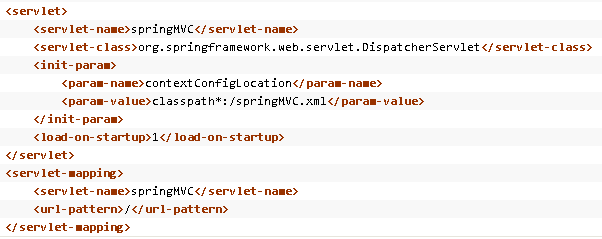 <servlet>
<servlet-name>springMVC</servlet-name>
<servlet-class>org.springframework.web.servlet.DispatcherServlet</servlet-class>
<init-param>
<param-name>contextConfigLocation</param-name>
<param-value>classpath*:/springMVC.xml</param-value>
</init-param>
<load-on-startup>1</load-on-startup>
</servlet>
<servlet-mapping>
<servlet-name>springMVC</servlet-name>
<url-pattern>/</url-pattern>
</servlet-mapping>